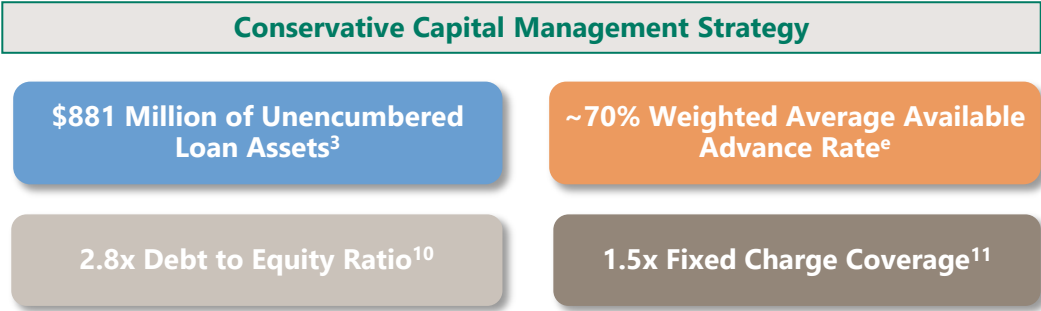 Conservative Capital Management Strategy
$881 Million of Unencumbered
Loan Assets³
~70% Weighted Average Available
Advance Rateᵉ
2.8x Debt to Equity Ratio¹⁰
1.5x Fixed Charge Coverage¹¹